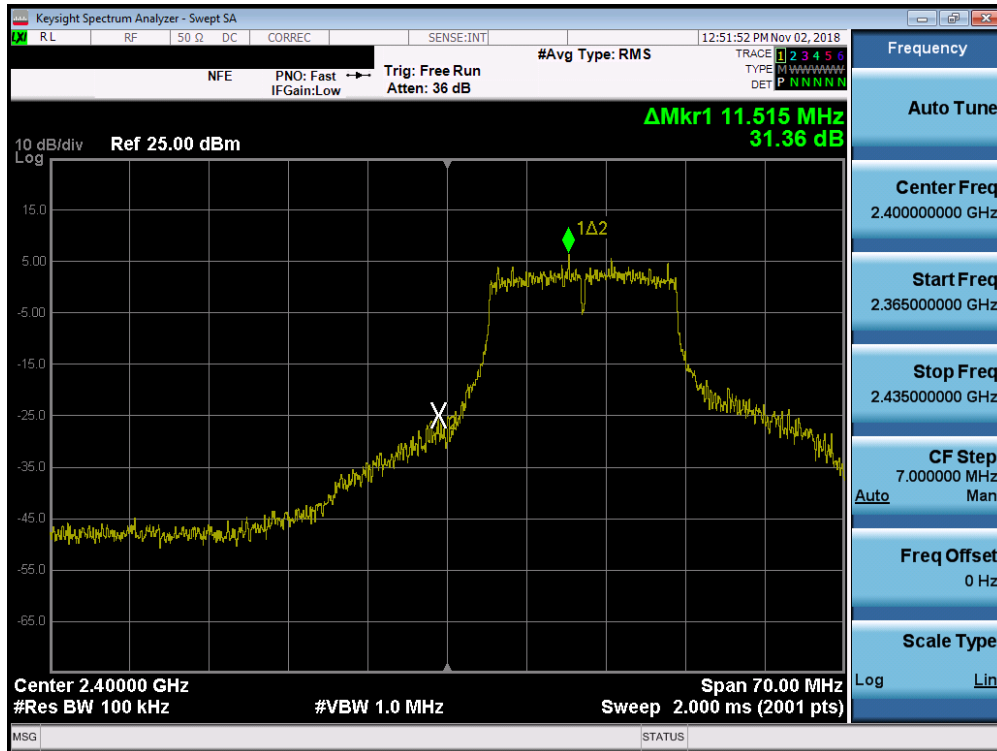 Keysight Spectrum Analyzer - Swept SA
LXI RL RF 50 Ω DC CORREC SENSE:INT 12:51:52 PM Nov 02, 2018
NFE PNO: Fast Trig: Free Run #Avg Type: RMS TRACE 1 2 3 4 5 6
IFGain:Low Atten: 36 dB TYPE M WWWWW
DET P N N N N N
ΔMkr1 11.515 MHz
31.36 dB
10 dB/div Ref 25.00 dBm
Log
15.0
1Δ2
5.00
-5.00
-15.0
-25.0
X
-35.0
-45.0
-55.0
-65.0
Center 2.40000 GHz Span 70.00 MHz
#Res BW 100 kHz #VBW 1.0 MHz Sweep 2.000 ms (2001 pts)
MSG STATUS
Frequency
Auto Tune
Center Freq
2.400000000 GHz
Start Freq
2.365000000 GHz
Stop Freq
2.435000000 GHz
CF Step
7.000000 MHz
Auto Man
Freq Offset
0 Hz
Scale Type
Log Lin